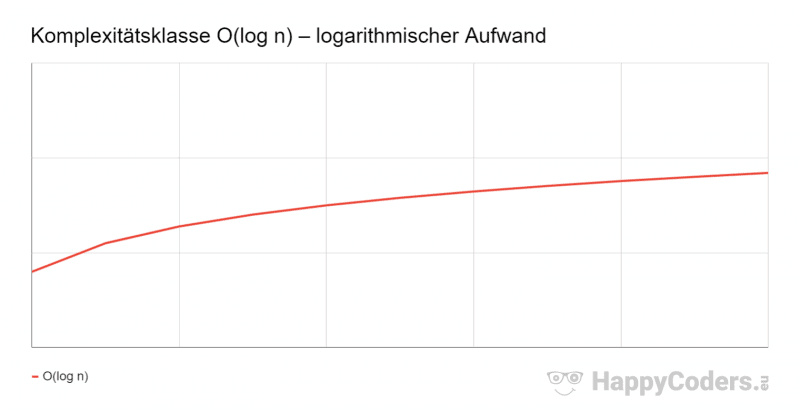 Komplexitätsklasse O(log n) – logarithmischer Aufwand
O(log n)
HappyCoders.eu